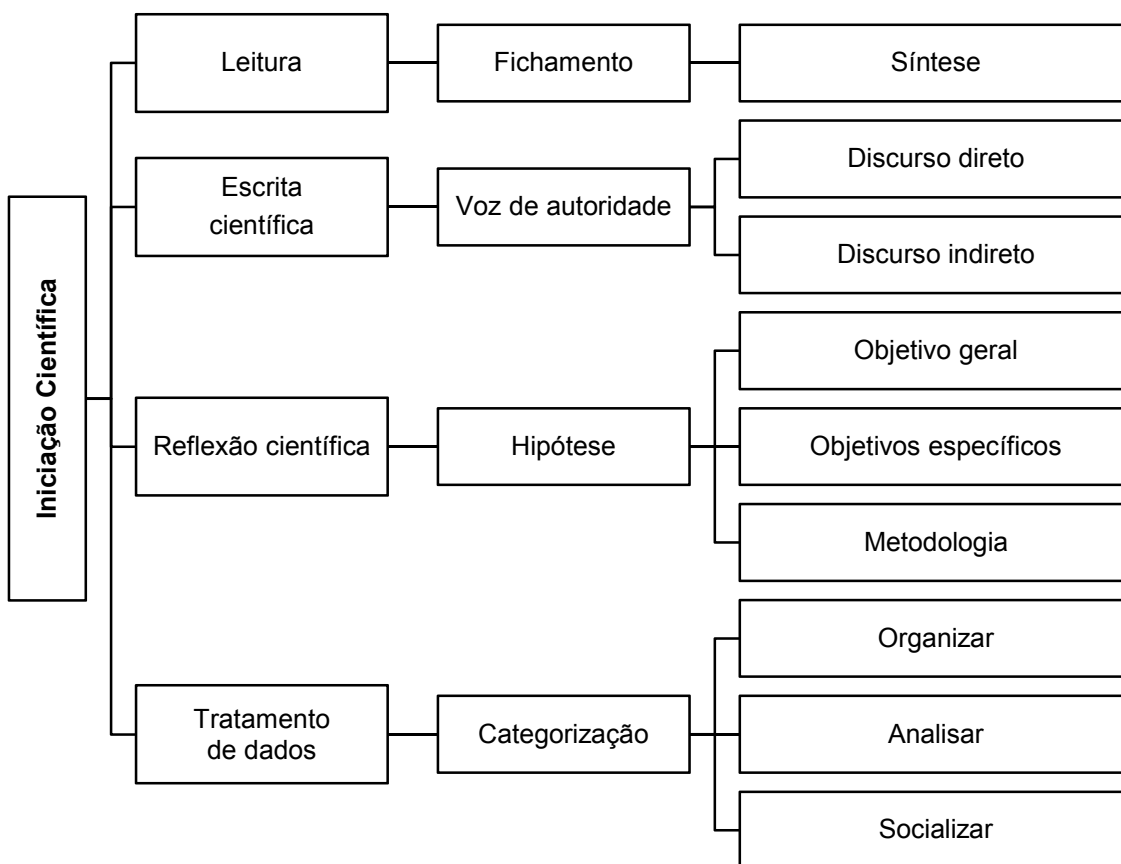 Iniciação Científica
Leitura
Fichamento
Síntese
Escrita
científica
Voz de autoridade
Discurso direto
Discurso indireto
Reflexão científica
Hipótese
Objetivo geral
Objetivos específicos
Metodologia
Tratamento
de dados
Categorização
Organizar
Analisar
Socializar